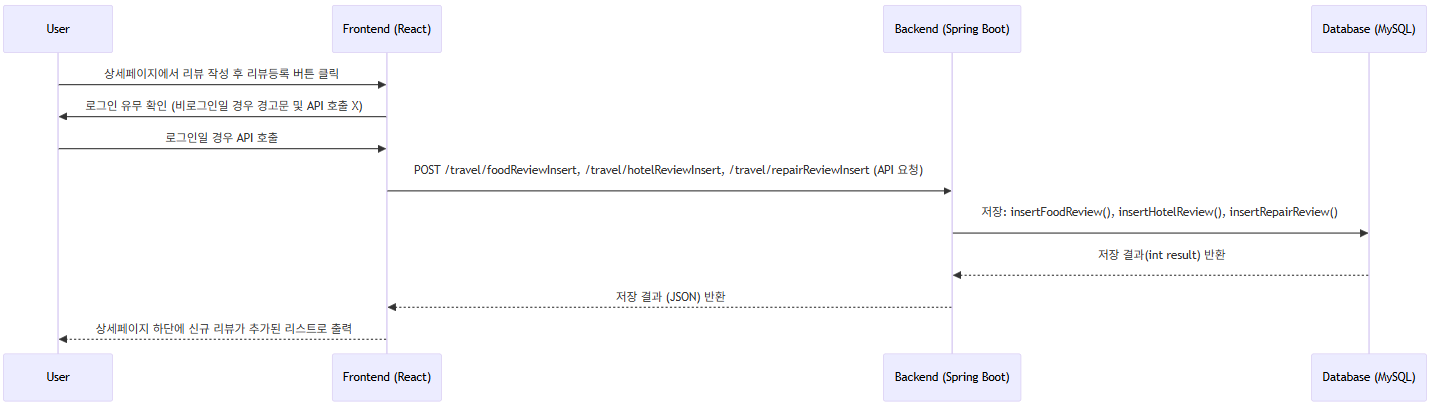 User
Frontend (React)
Backend (Spring Boot)
Database (MySQL)
상세페이지에서 리뷰 작성 후 리뷰등록 버튼 클릭
로그인 유무 확인 (비로그인일 경우 경고문 및 API 호출 X)
로그인일 경우 API 호출
POST /travel/foodReviewInsert, /travel/hotelReviewInsert, /travel/repairReviewInsert (API 요청)
저장: insertFoodReview(), insertHotelReview(), insertRepairReview()
저장 결과(int result) 반환
저장 결과 (JSON) 반환
상세페이지 하단에 신규 리뷰가 추가된 리스트로 출력
User
Frontend (React)
Backend (Spring Boot)
Database (MySQL)